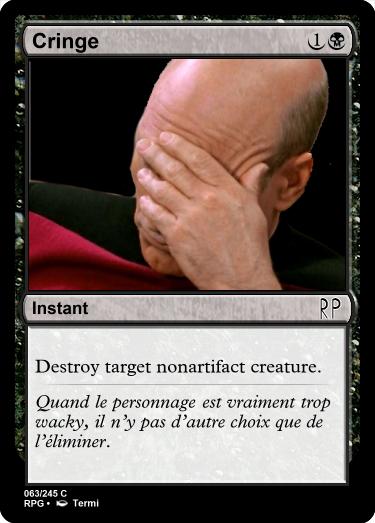 Cringe 1
Instant RP
Destroy target nonartifact creature.
Quand le personnage est vraiment trop
wacky, il n'y pas d'autre choix que de
l'éliminer.
063/245 C
RPG • Termi